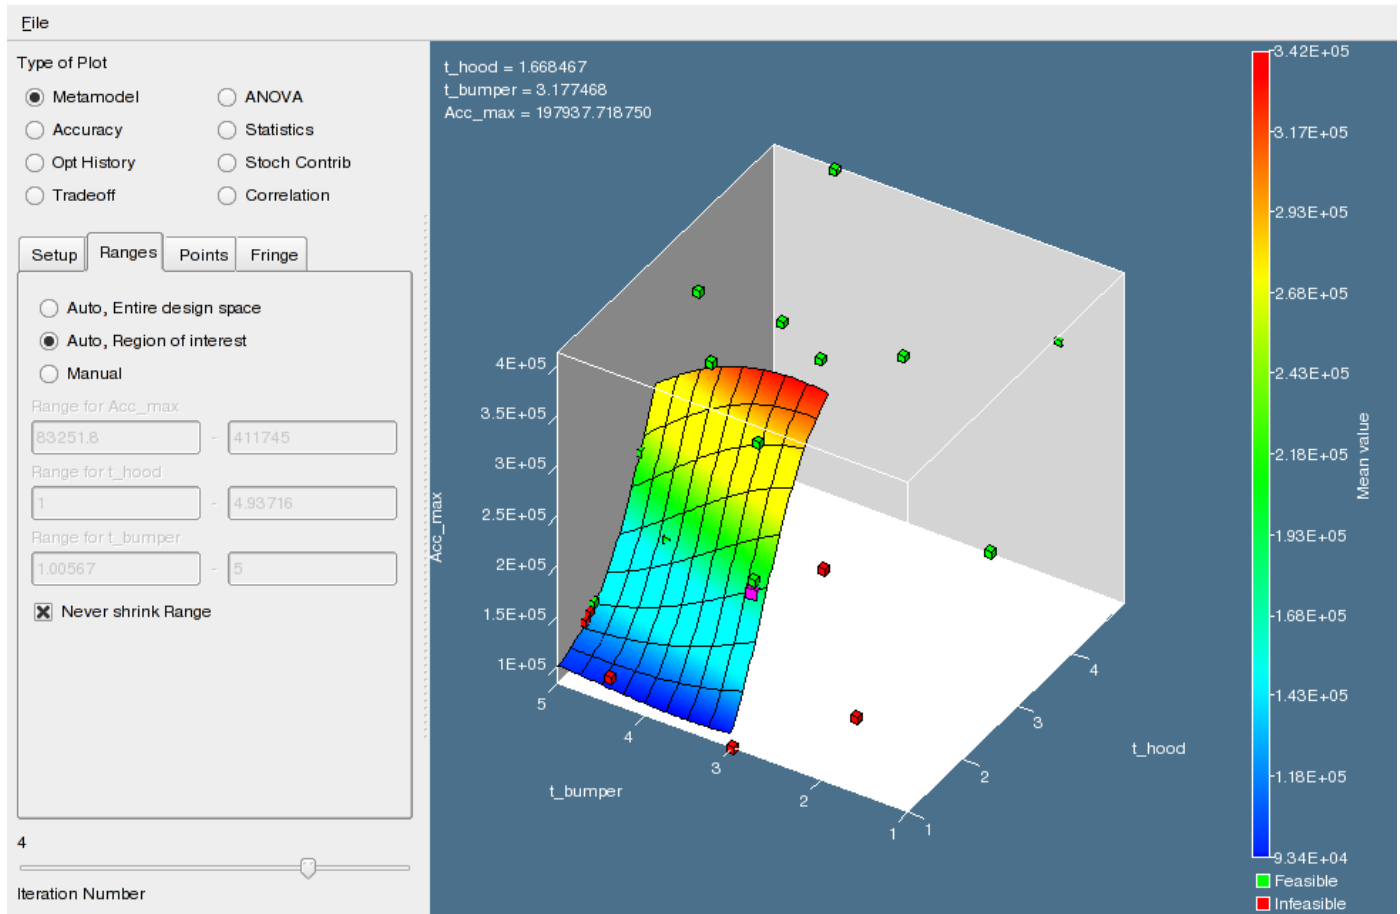 File
Type of Plot
Metamodel
ANOVA
Accuracy
Statistics
Opt History
Stoch Contrib
Tradeoff
Correlation
Setup
Ranges
Points
Fringe
Auto, Entire design space
Auto, Region of interest
Manual
Range for Acc_max
83251.8 - 411745
Range for t_hood
1 - 4.93716
Range for t_bumper
1.00567 - 5
Never shrink Range
4
Iteration Number
t_hood = 1.668467
t_bumper = 3.177468
Acc_max = 197937.718750
4E+05
3.5E+05
3E+05
2.5E+05
2E+05
1.5E+05
1E+05
Acc_max
5
4
3
2
1
t_bumper
1
2
3
4
t_hood
3.42E+05
3.17E+05
2.93E+05
2.68E+05
2.43E+05
2.18E+05
1.93E+05
1.68E+05
1.43E+05
1.18E+05
9.34E+04
Mean value
Feasible
Infeasible